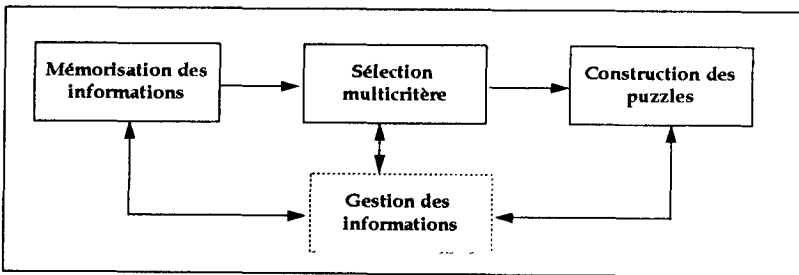 Mémorisation des
informations
Sélection
multicritère
Construction des
puzzles
Gestion des
informations